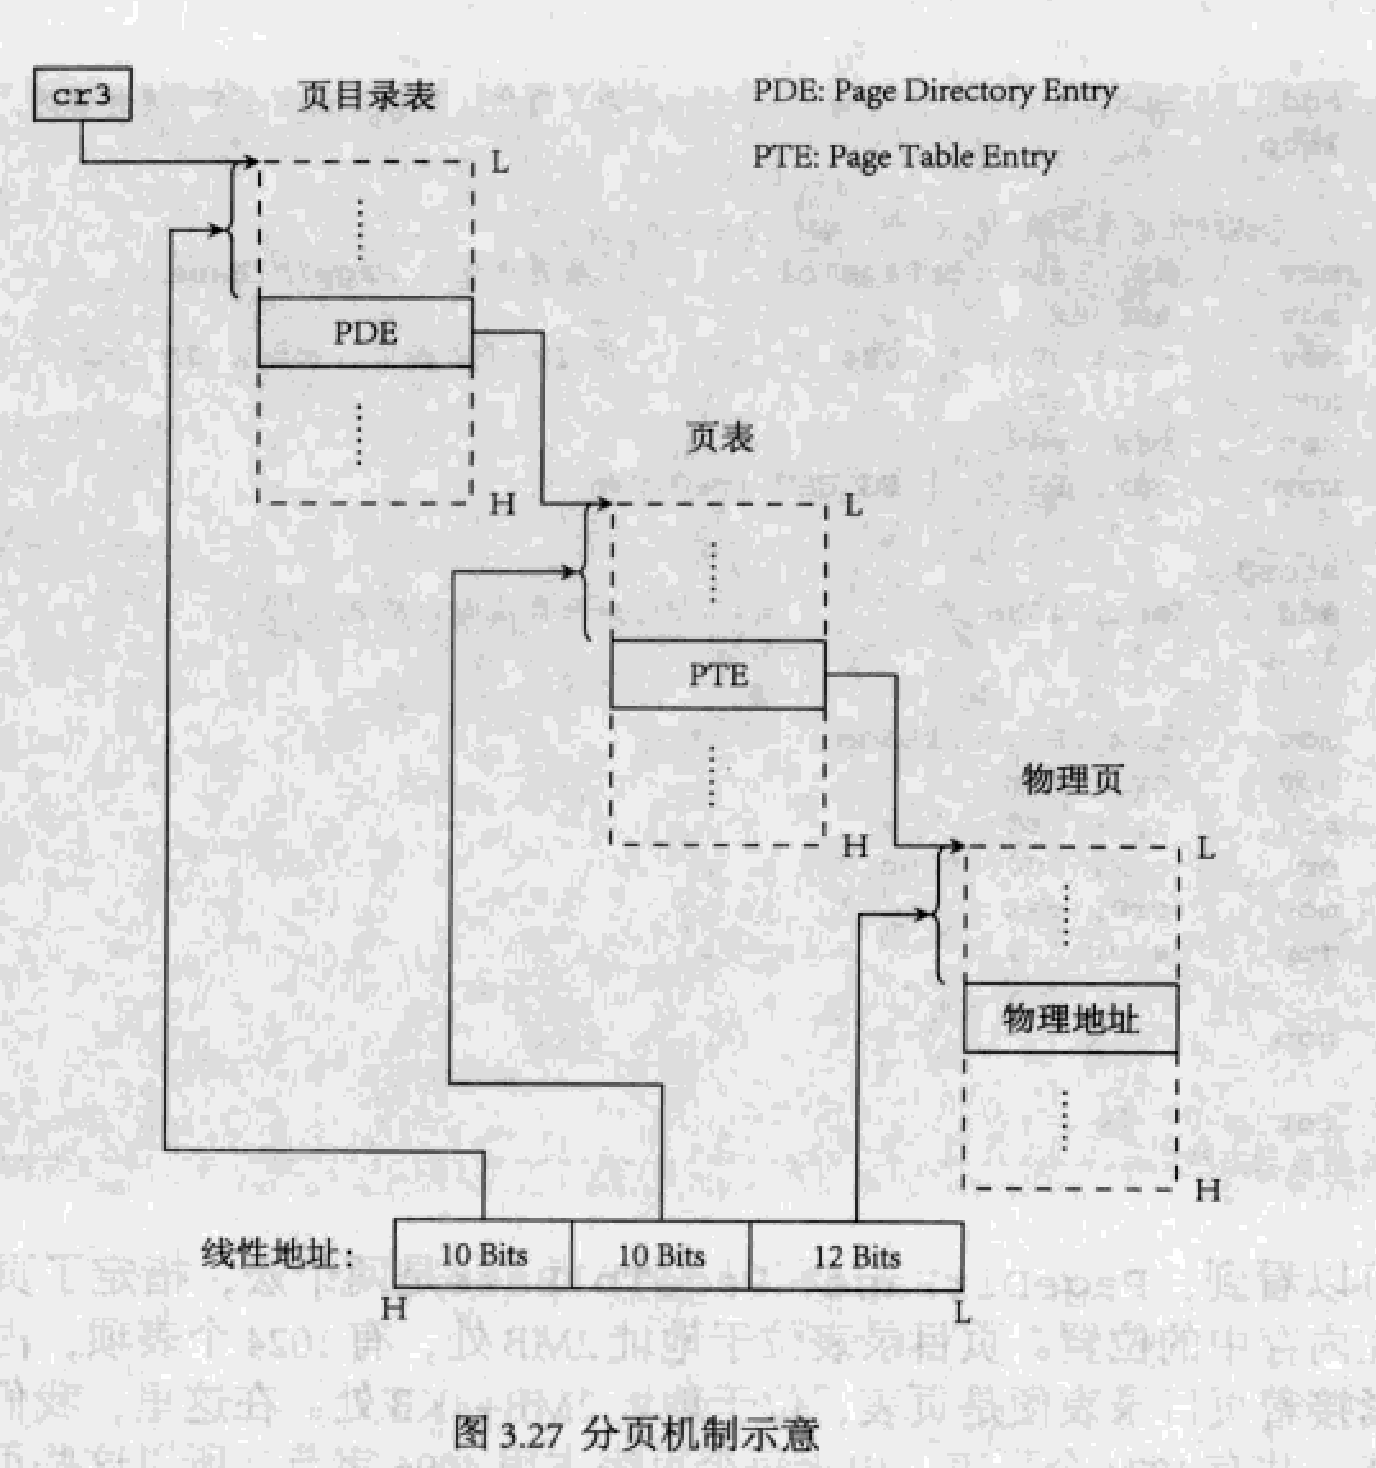 cr3
页目录表
PDE: Page Directory Entry
PTE: Page Table Entry
L
PDE
H
页表
L
PTE
H
物理页
L
物理地址
H
线性地址:
10 Bits
10 Bits
12 Bits
H
L
图 3.27 分页机制示意